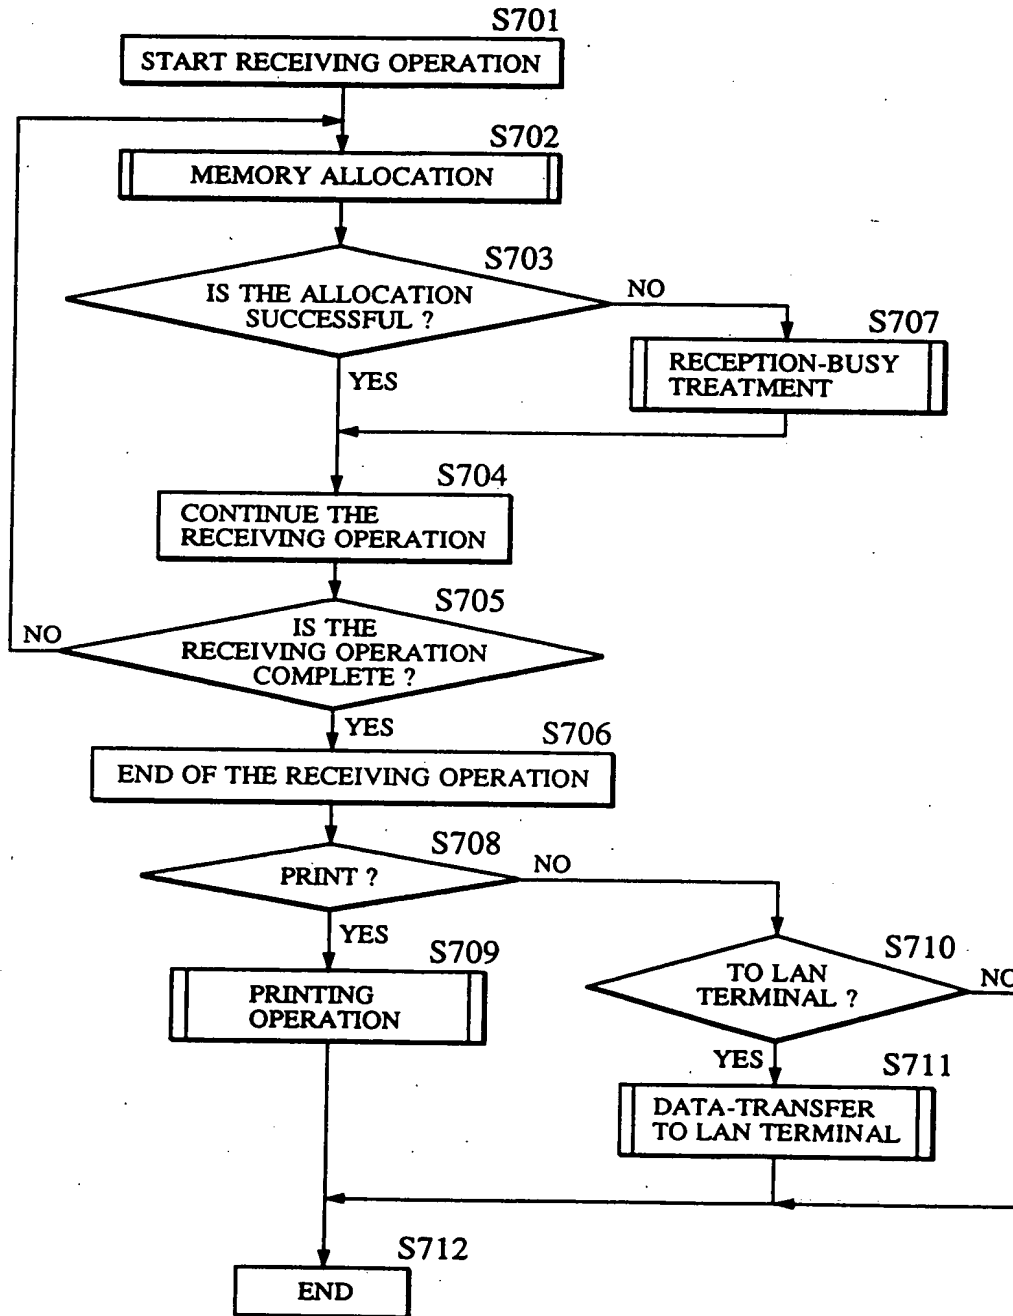 S701
START RECEIVING OPERATION
S702
MEMORY ALLOCATION
S703
IS THE ALLOCATION
SUCCESSFUL ?
NO
YES
S707
RECEPTION-BUSY
TREATMENT
S704
CONTINUE THE
RECEIVING OPERATION
S705
IS THE
RECEIVING OPERATION
COMPLETE ?
NO
YES
S706
END OF THE RECEIVING OPERATION
S708
PRINT ?
NO
YES
S709
PRINTING
OPERATION
S710
TO LAN
TERMINAL ?
NO
YES
S711
DATA-TRANSFER
TO LAN TERMINAL
S712
END